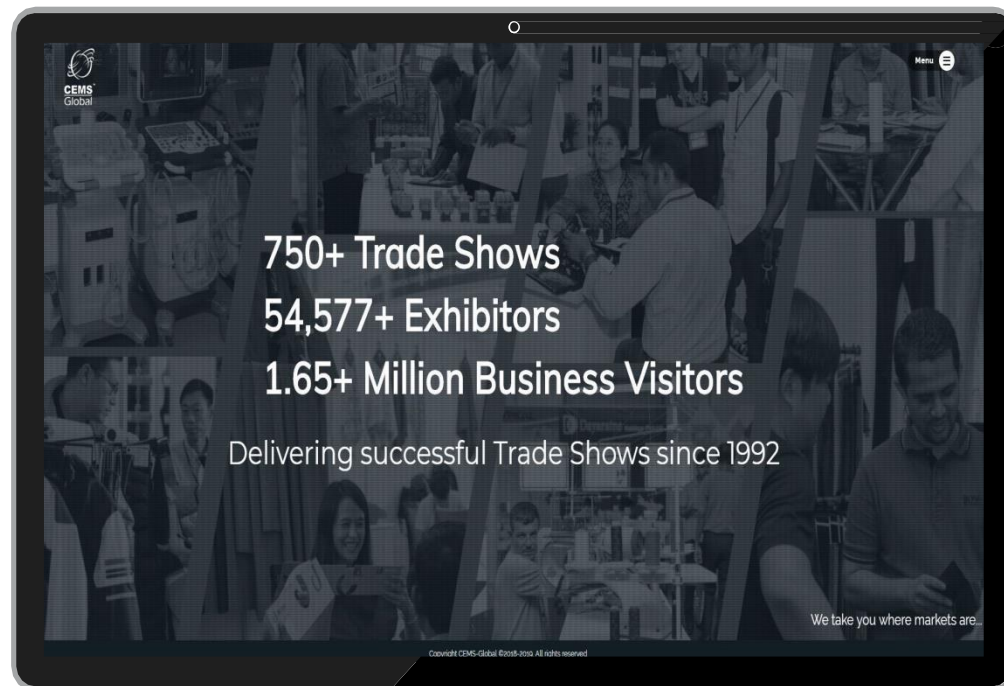 CEMS
Global
Menu
750+ Trade Shows
54,577+ Exhibitors
1.65+ Million Business Visitors
Delivering successful Trade Shows since 1992
We take you where markets are...
Copyright CEMS-Global ©2018-2019. All rights reserved